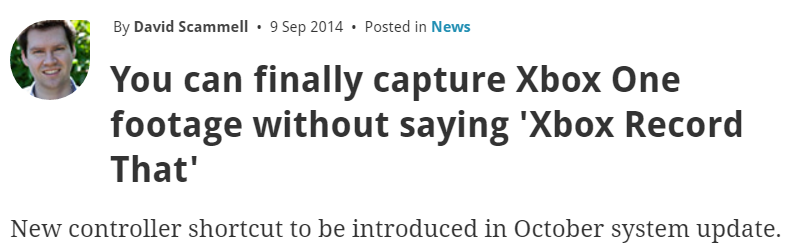 By David Scammell • 9 Sep 2014 • Posted in News
You can finally capture Xbox One
footage without saying 'Xbox Record
That'
New controller shortcut to be introduced in October system update.